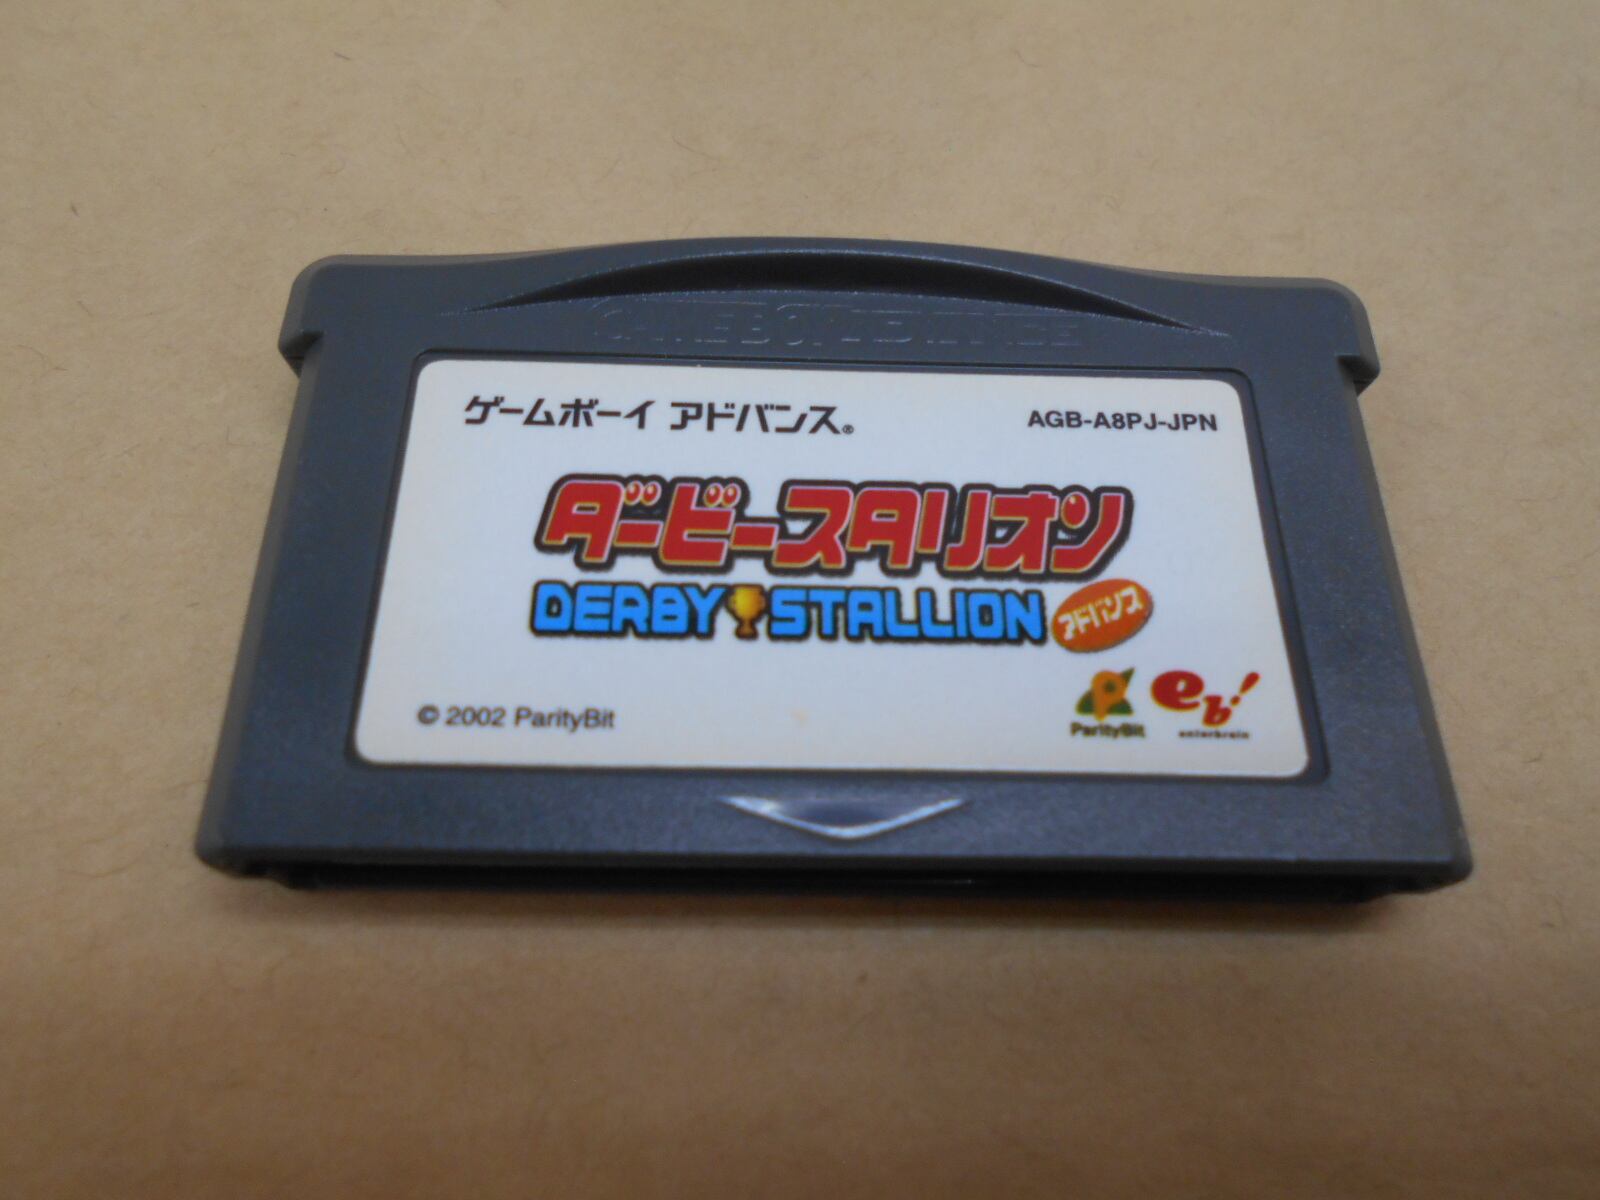 GAME BOY ADVANCE
ゲームボーイ アドバンス®
AGB-A8PJ-JPN
ダービースタリオン
DERBY STALLION
アドバンス
© 2002 ParityBit
P
ParityBit
eb!
enterbrain